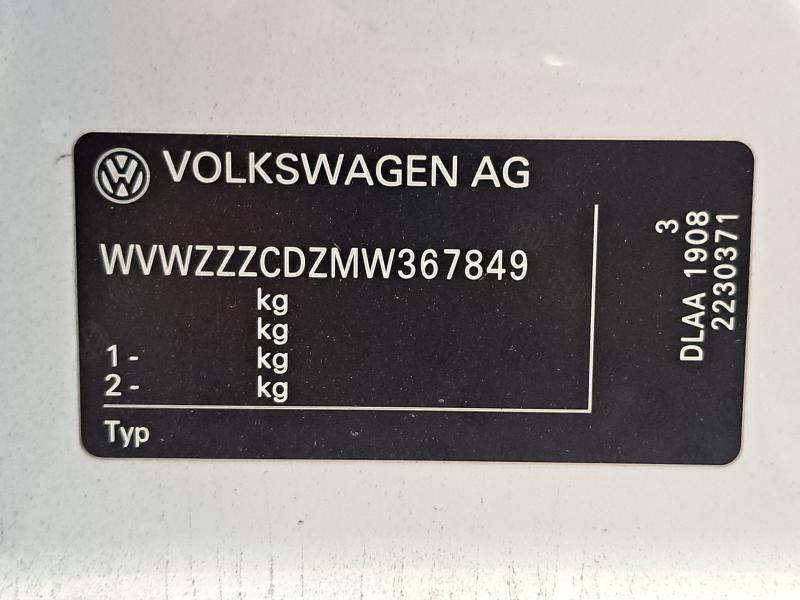 VOLKSWAGEN AG
WVWZZZCDZMW367849
kg
kg
1- kg
2- kg
Typ
3
DLAA 1908
2230371